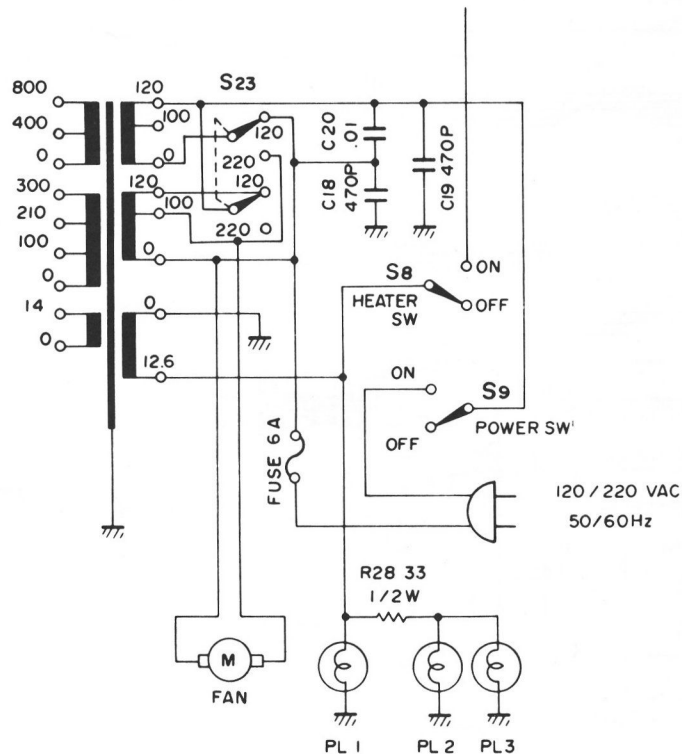 800
400
0
300
210
100
0
14
0
120
100
0
120
100
0
0
12.6
S23
120
220
120
220
C20
.01
C18
470P
C19 470P
S8
HEATER
SW
ON
OFF
ON
OFF
S9
POWER SW
FUSE 6A
120/220 VAC
50/60Hz
R28 33
1/2W
M
FAN
PL 1
PL 2
PL3